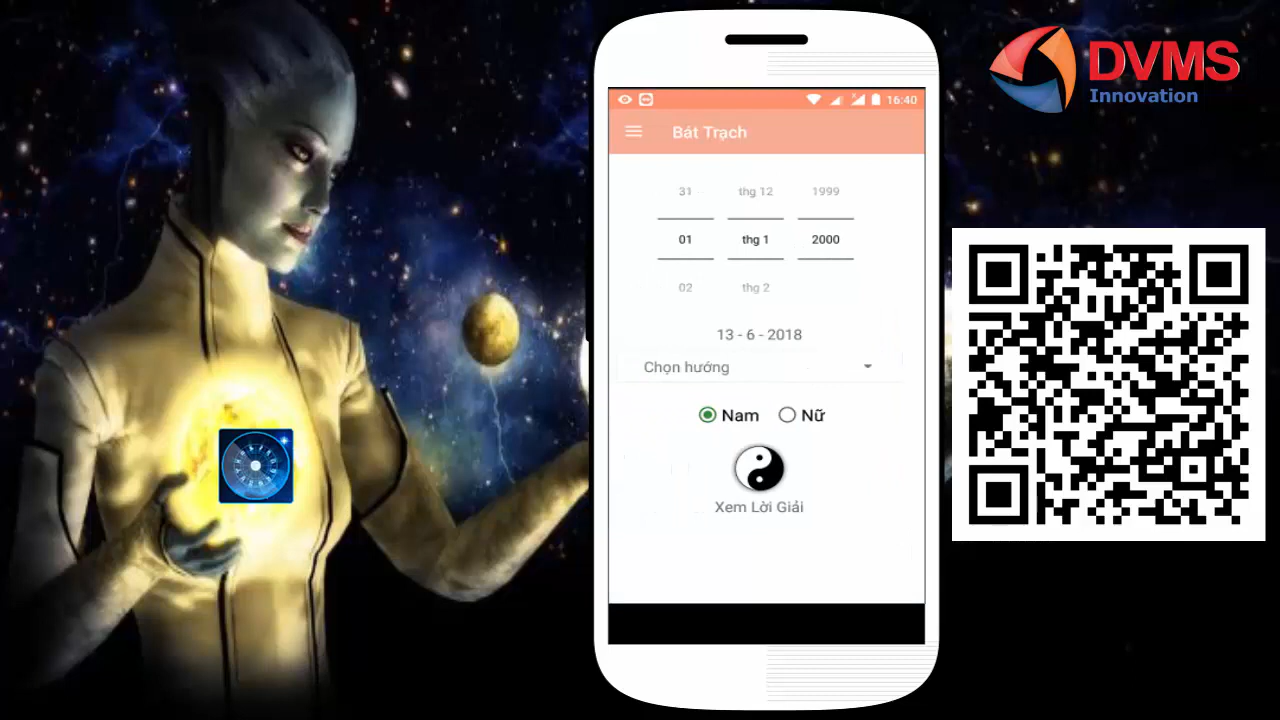 DVMS
Innovation
16:40
Bát Trạch
31 thg 12 1999
01 thg 1 2000
02 thg 2
13 - 6 - 2018
Chọn hướng
Nam Nữ
Xem Lời Giải